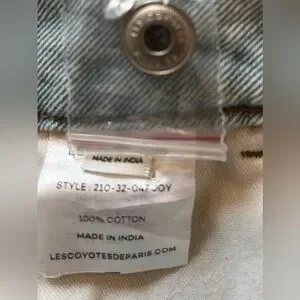 MADE IN INDIA
STYLE : 210-32-047 JOY
100% COTTON
MADE IN INDIA
LESCOYOTESDEPARIS.COM